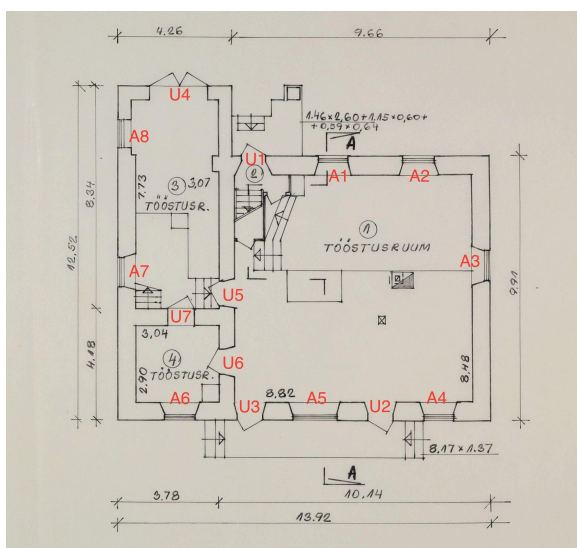 4.26
9.66
U4
1.46×2,60+1.15×0,60+
+0,59×0,64
A
A8
U1
2
A1
A2
3
3,07
TÖÖSTUSR.
7.73
8.34
12.52
1
TÖÖSTUSRUUM
A3
9.91
A7
U5
U7
3,04
U6
4
TÖÖSTUSR.
2.90
4.18
8.48
8,82
A6
U3
A5
U2
A4
8,17×1.37
A
3.78
10.14
13.92